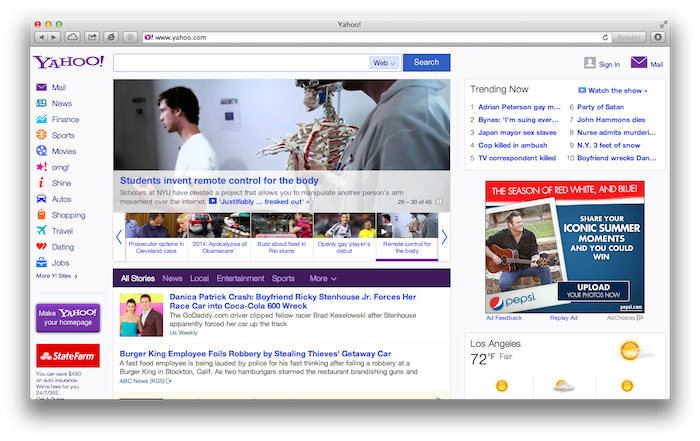 Yahoo!
www.yahoo.com
Reader
YAHOO!
Web
Search
Sign In
Mail
Mail
News
Finance
Sports
Movies
omg!
Shine
Autos
Shopping
Travel
Dating
Jobs
More Y! Sites >
Make YAHOO!
your homepage
StateFarm
You can save $480
on auto insurance.
We're here for you
24/7/365.
Students invent remote control for the body
Scholars at NYU have created a project that allows you to manipulate another person's arm
movement over the Internet. 'Justifiably ... freaked out' »
26 – 30 of 45
Prosecutor options in
Cleveland case
'2014: Apocalypse of
Obamacare'
Buzz about food in
Rio slums
Openly gay player's
debut
Remote control for
the body
All Stories News Local Entertainment Sports More
Danica Patrick Crash: Boyfriend Ricky Stenhouse Jr. Forces Her
Race Car into Coca-Cola 600 Wreck
The GoDaddy.com driver clipped fellow racer Brad Keselowski after Stenhouse
apparently forced her car up the track
Us Weekly
Burger King Employee Foils Robbery by Stealing Thieves' Getaway Car
A fast food employee is being lauded by police for his fast thinking after foiling a robbery at a
Burger King in Stockton, Calif. As two hamburglars stormed the restaurant brandishing guns and
ABC News (RSS)
Trending Now
Watch the show »
1 Adrian Peterson gay m...
2 Bynes: 'I'm suing ever...
3 Japan mayor sex slaves
4 Cop killed in ambush
5 TV correspondent killed
6 Party of Satan
7 John Hammons dies
8 Nurse admits murderi...
9 N.Y. 3 feet of snow
10 Boyfriend wrecks Dan...
THE SEASON OF RED WHITE, AND BLUE!
SHARE YOUR
ICONIC SUMMER
MOMENTS
AND YOU COULD
WIN
UPLOAD
YOUR PHOTOS NOW
pepsi
pepsi.com
Ad Feedback
Replay Ad
AdChoices
Los Angeles
72°F Fair